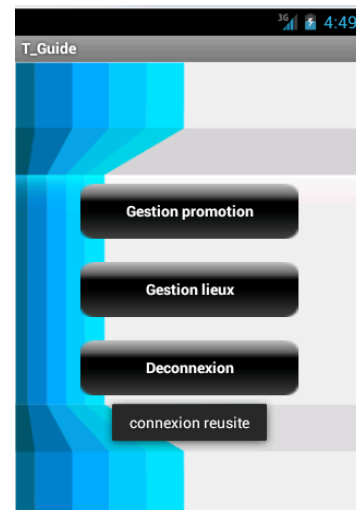 3G 4:49
T_Guide
Gestion promotion
Gestion lieux
Deconnexion
connexion reusite